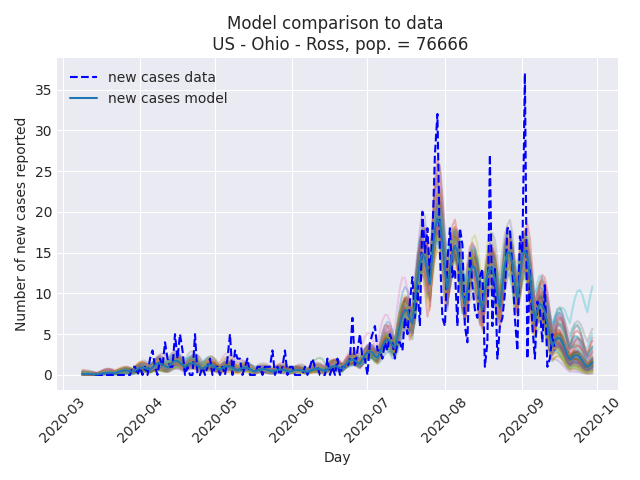 Model comparison to data
US - Ohio - Ross, pop. = 76666
new cases data
new cases model
Number of new cases reported
35
30
25
20
15
10
5
0
2020-03
2020-04
2020-05
2020-06
2020-07
2020-08
2020-09
2020-10
Day